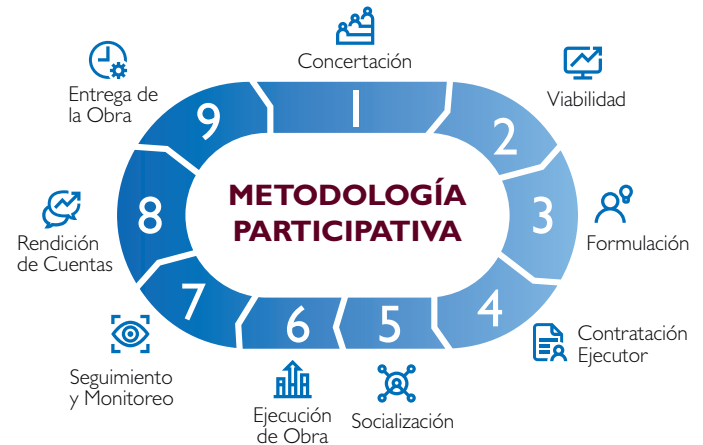 METODOLOGÍA
PARTICIPATIVA
1
Concertación
2
Viabilidad
3
Formulación
4
Contratación
Ejecutor
5
Socialización
6
Ejecución
de Obra
7
Seguimiento
y Monitoreo
8
Rendición
de Cuentas
9
Entrega de
la Obra